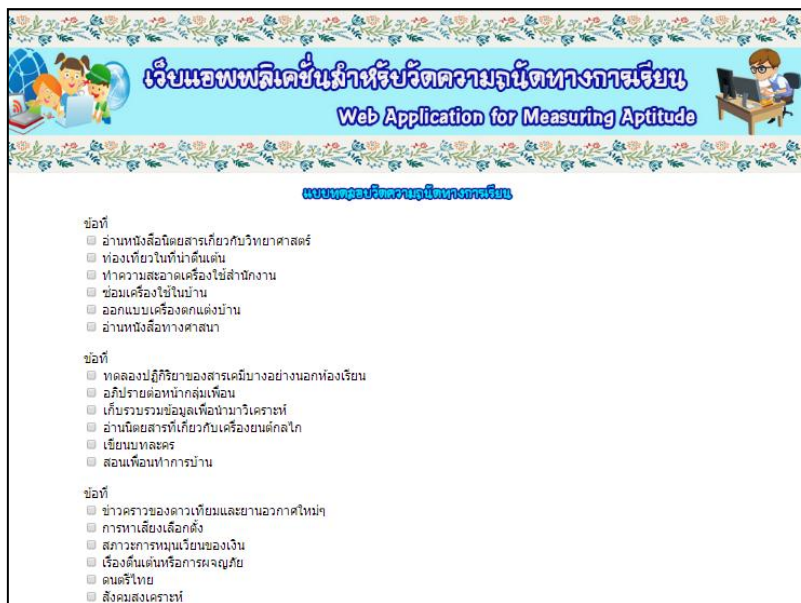 เว็บแอพพลิเคชั่นสำหรับวัดความถนัดทางการเรียน
Web Application for Measuring Aptitude
แบบทดสอบวัดความถนัดทางการเรียน
ข้อที่
อ่านหนังสือนิตยสารเกี่ยวกับวิทยาศาสตร์
ท่องเที่ยวในที่น่าตื่นเต้น
ทำความสะอาดเครื่องใช้สำนักงาน
ซ่อมเครื่องใช้ในบ้าน
ออกแบบเครื่องตกแต่งบ้าน
อ่านหนังสือทางศาสนา
ข้อที่
ทดลองปฏิกิริยาของสารเคมีบางอย่างนอกห้องเรียน
อภิปรายต่อหน้ากลุ่มเพื่อน
เก็บรวบรวมข้อมูลเพื่อนำมาวิเคราะห์
อ่านนิตยสารที่เกี่ยวกับเครื่องยนต์กลไก
เขียนบทละคร
สอนเพื่อนทำการบ้าน
ข้อที่
ข่าวคราวของดาวเทียมและยานอวกาศใหม่ๆ
การหาเสียงเลือกตั้ง
สภาวะการหมุนเวียนของเงิน
เรื่องตื่นเต้นหรือการผจญภัย
ดนตรีไทย
สังคมสงเคราะห์